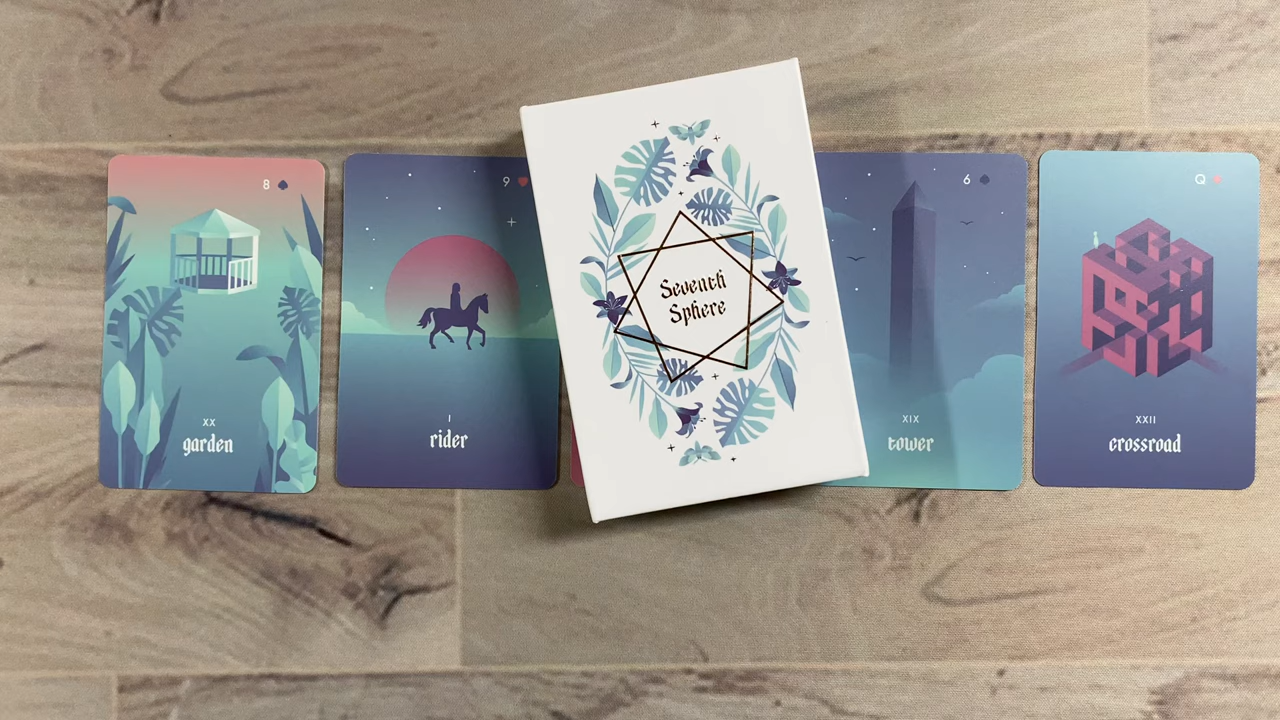 8
XX
garden
9
I
rider
Seventh
Sphere
6
XIX
tower
Q
XXII
crossroad